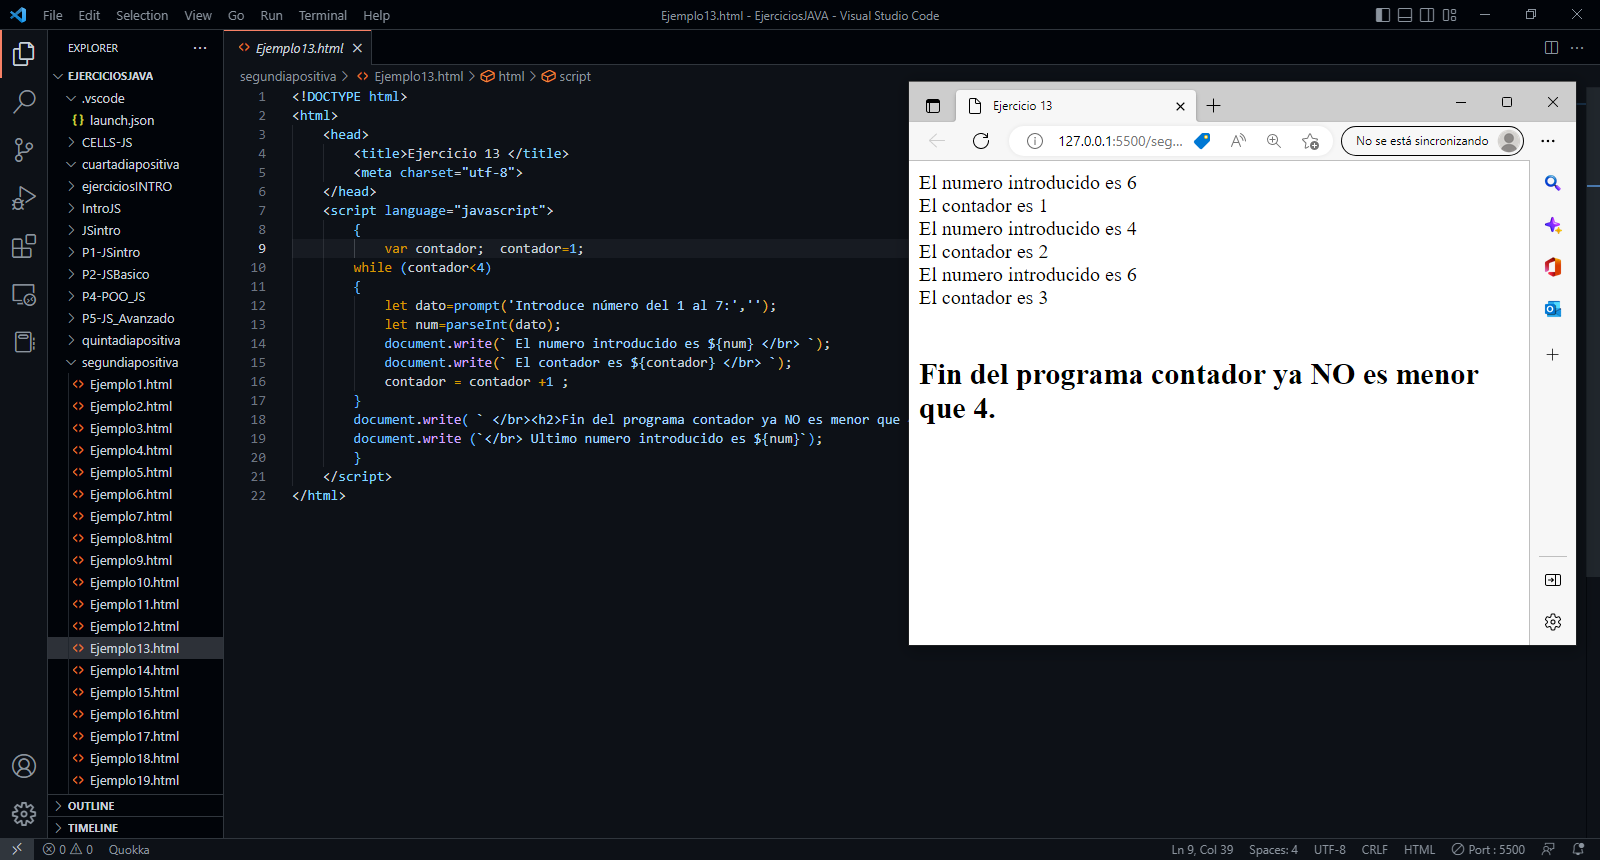 File Edit Selection View Go Run Terminal Help
Ejemplo13.html - EjerciciosJAVA - Visual Studio Code
EXPLORER
EJERCICIOSJAVA
.vscode
{} launch.json
CELLS-JS
cuartadiapositiva
ejerciciosINTRO
IntroJS
JSintro
P1-JSintro
P2-JSBasico
P4-POO_JS
P5-JS_Avanzado
quintadiapositiva
segundiapositiva
Ejemplo1.html
Ejemplo2.html
Ejemplo3.html
Ejemplo4.html
Ejemplo5.html
Ejemplo6.html
Ejemplo7.html
Ejemplo8.html
Ejemplo9.html
Ejemplo10.html
Ejemplo11.html
Ejemplo12.html
Ejemplo13.html
Ejemplo14.html
Ejemplo15.html
Ejemplo16.html
Ejemplo17.html
Ejemplo18.html
Ejemplo19.html
OUTLINE
TIMELINE
Ejemplo13.html
segundiapositiva > Ejemplo13.html > html > script
1 <!DOCTYPE html>
2 <html>
3 <head>
4 <title>Ejercicio 13 </title>
5 <meta charset="utf-8">
6 </head>
7 <script language="javascript">
8 {
9 var contador; contador=1;
10 while (contador<4)
11 {
12 let dato=prompt('Introduce número del 1 al 7:','');
13 let num=parseInt(dato);
14 document.write(` El numero introducido es ${num} </br> `);
15 document.write(` El contador es ${contador} </br> `);
16 contador = contador +1 ;
17 }
18 document.write( ` </br><h2>Fin del programa contador ya NO es menor que
19 document.write (`</br> Ultimo numero introducido es ${num}`);
20 }
21 </script>
22 </html>
Ejercicio 13
127.0.0.1:5500/seg...
No se está sincronizando
El numero introducido es 6
El contador es 1
El numero introducido es 4
El contador es 2
El numero introducido es 6
El contador es 3
Fin del programa contador ya NO es menor
que 4.
0 0 Quokka
Ln 9, Col 39 Spaces: 4 UTF-8 CRLF HTML Port : 5500